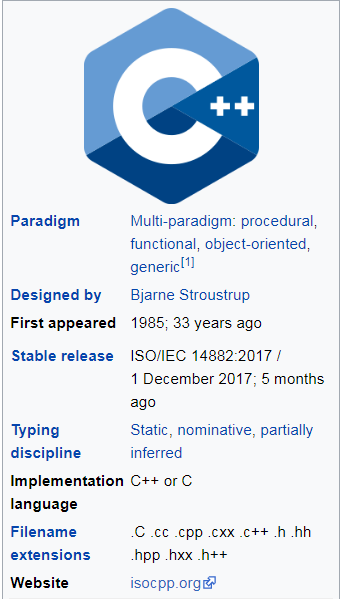 C++
Paradigm Multi-paradigm: procedural,
functional, object-oriented,
generic[1]
Designed by Bjarne Stroustrup
First appeared 1985; 33 years ago
Stable release ISO/IEC 14882:2017 /
1 December 2017; 5 months
ago
Typing Static, nominative, partially
discipline inferred
Implementation C++ or C
language
Filename .C .cc .cpp .cxx .c++ .h .hh
extensions .hpp .hxx .h++
Website isocpp.org